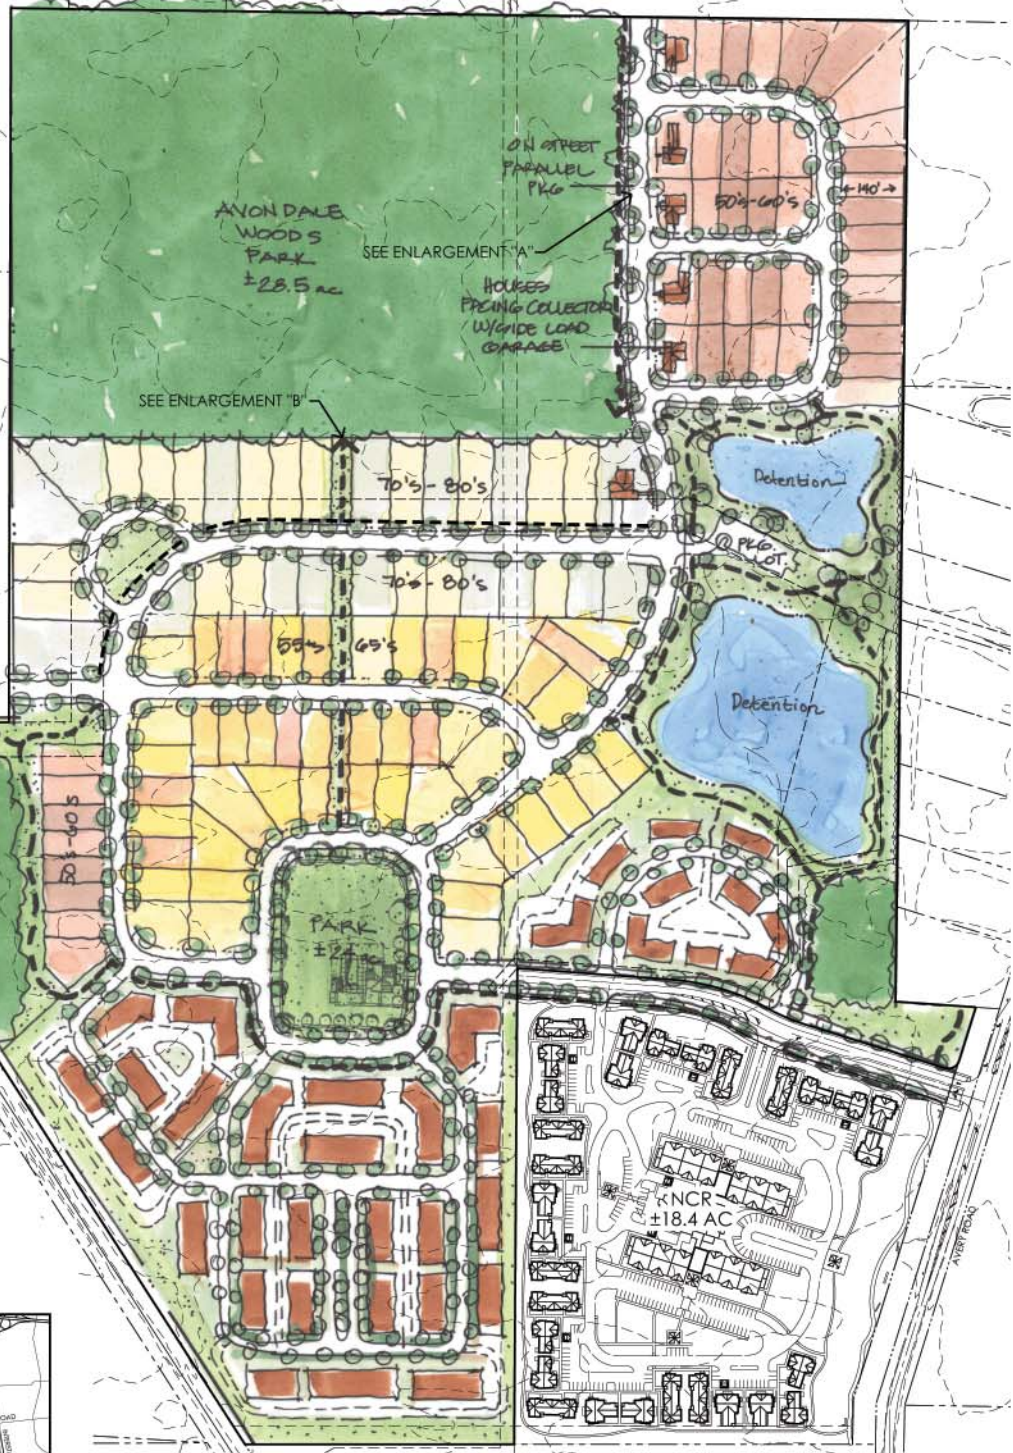 ON STREET
PARALLEL
PKG
AVONDALE
WOODS
PARK
±28.5 ac
50's-60's
140'
SEE ENLARGEMENT "A"
HOUSES
FACING COLLECTOR
W/SIDE LOAD
GARAGE
SEE ENLARGEMENT "B"
70's - 80's
Detention
PKG.
LOT
70's - 80's
55's - 65's
Detention
50's-60's
PARK
NCR
±18.4 AC
AVERY ROAD